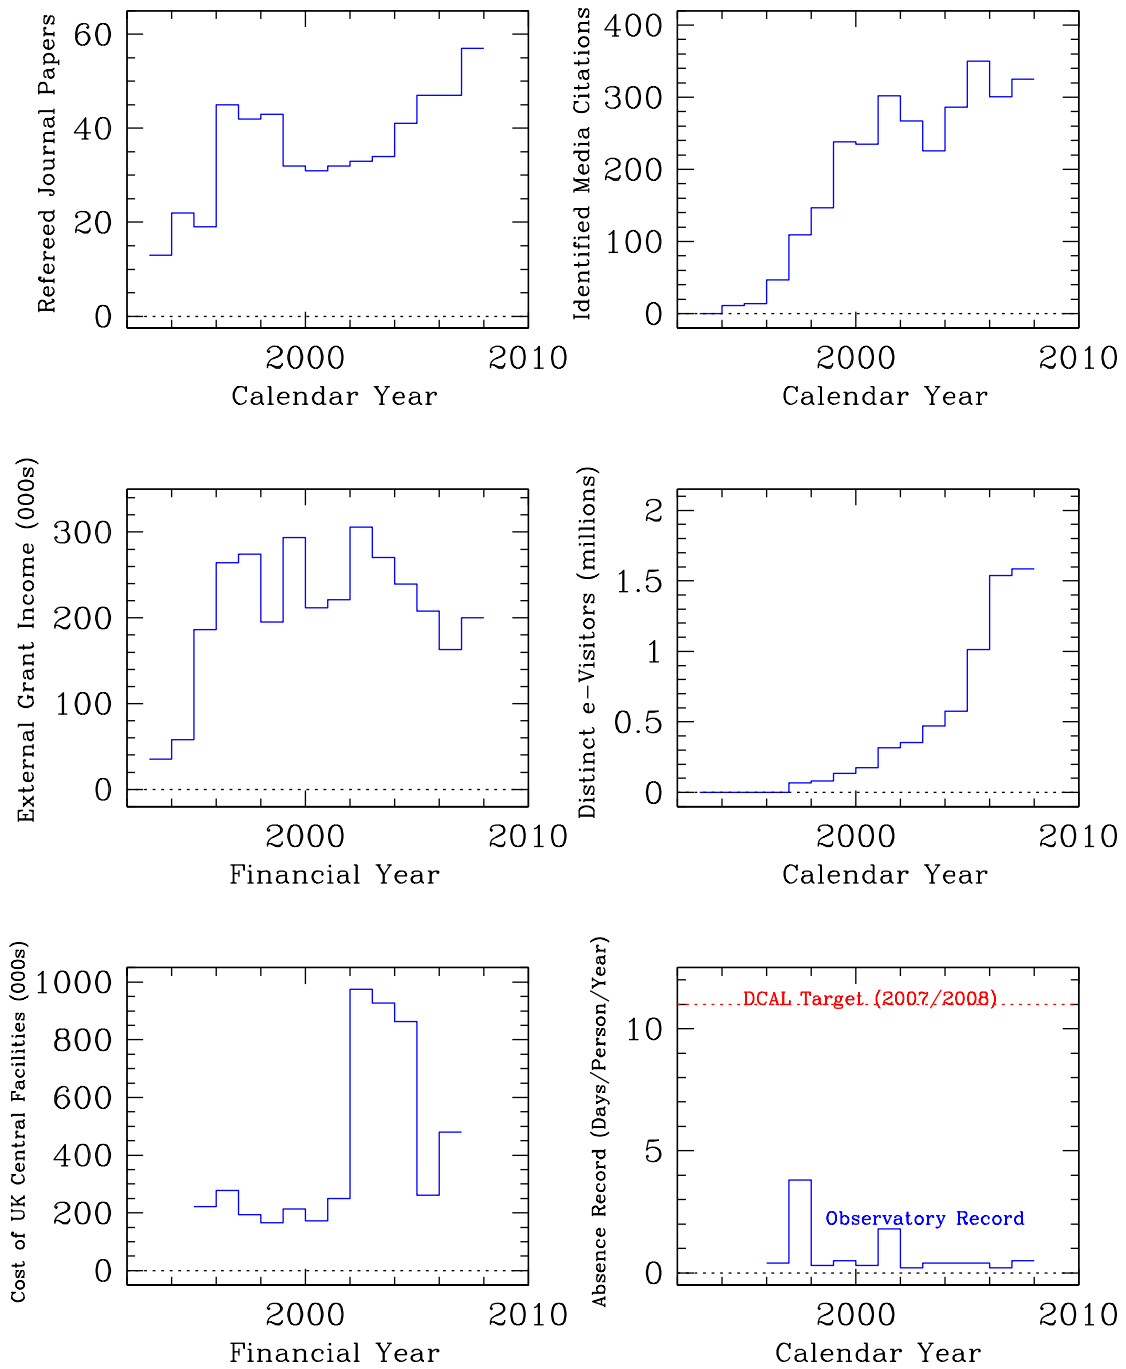 Refereed Journal Papers
60
40
20
0
2000
2010
Calendar Year
Identified Media Citations
400
300
200
100
0
2000
2010
Calendar Year
External Grant Income (000s)
300
200
100
0
2000
2010
Financial Year
Distinct e-Visitors (millions)
2
1.5
1
0.5
0
2000
2010
Calendar Year
Cost of UK Central Facilities (000s)
1000
800
600
400
200
0
2000
2010
Financial Year
Absence Record (Days/Person/Year)
DCAL Target (2007/2008)
10
5
Observatory Record
0
2000
2010
Calendar Year